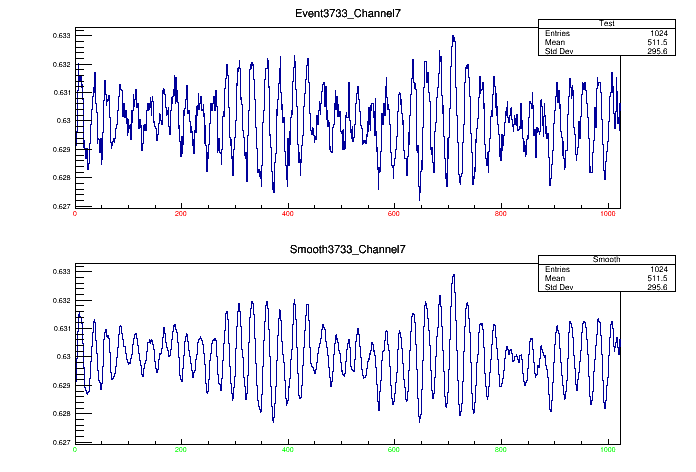 Event3733_Channel7
Test
Entries 1024
Mean 511.5
Std Dev 295.6
0.633
0.632
0.631
0.63
0.629
0.628
0.627
0 200 400 600 800 1000
Smooth3733_Channel7
Smooth
Entries 1024
Mean 511.5
Std Dev 295.6
0.633
0.632
0.631
0.63
0.629
0.628
0.627
0 200 400 600 800 1000